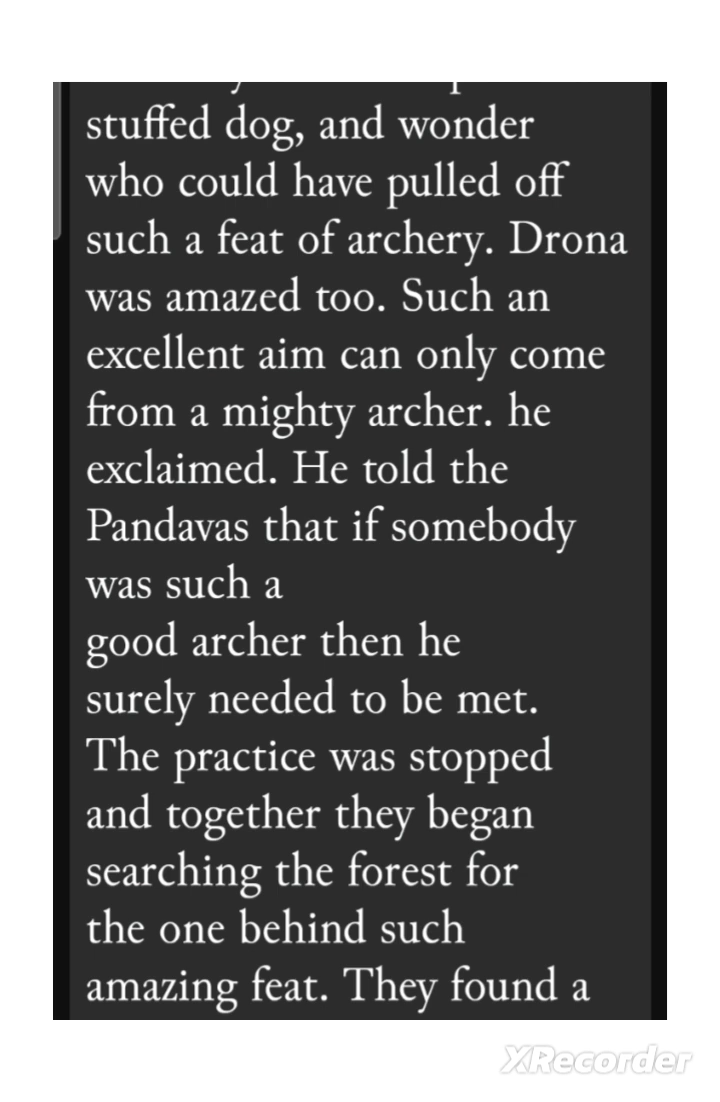 stuffed dog, and wonder
who could have pulled off
such a feat of archery. Drona
was amazed too. Such an
excellent aim can only come
from a mighty archer. he
exclaimed. He told the
Pandavas that if somebody
was such a
good archer then he
surely needed to be met.
The practice was stopped
and together they began
searching the forest for
the one behind such
amazing feat. They found a
XRecorder